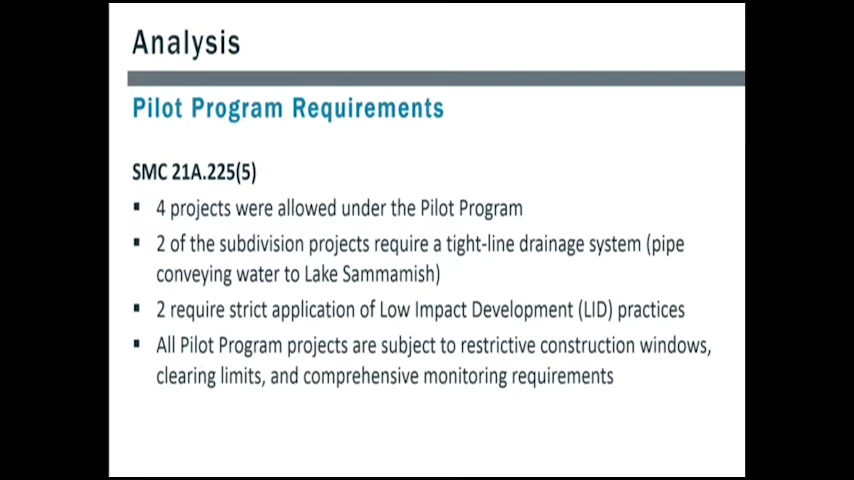 Analysis
Pilot Program Requirements
SMC 21A.225(5)
▪ 4 projects were allowed under the Pilot Program
▪ 2 of the subdivision projects require a tight-line drainage system (pipe
conveying water to Lake Sammamish)
▪ 2 require strict application of Low Impact Development (LID) practices
▪ All Pilot Program projects are subject to restrictive construction windows,
clearing limits, and comprehensive monitoring requirements